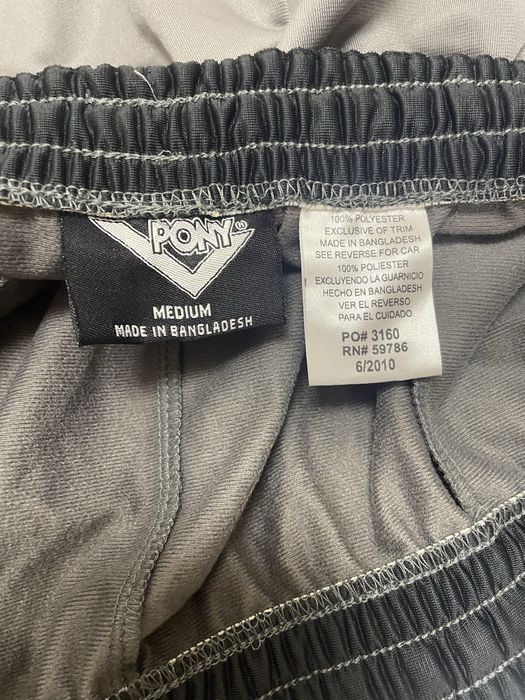 PONY®
MEDIUM
MADE IN BANGLADESH
100% POLYESTER
EXCLUSIVE OF TRIM
MADE IN BANGLADESH
SEE REVERSE FOR CAR
100% POLIESTER
EXCLUYENDO LA GUARNICIO
HECHO EN BANGLADESH
VER EL REVERSO
PARA EL CUIDADO
PO# 3160
RN# 59786
6/2010